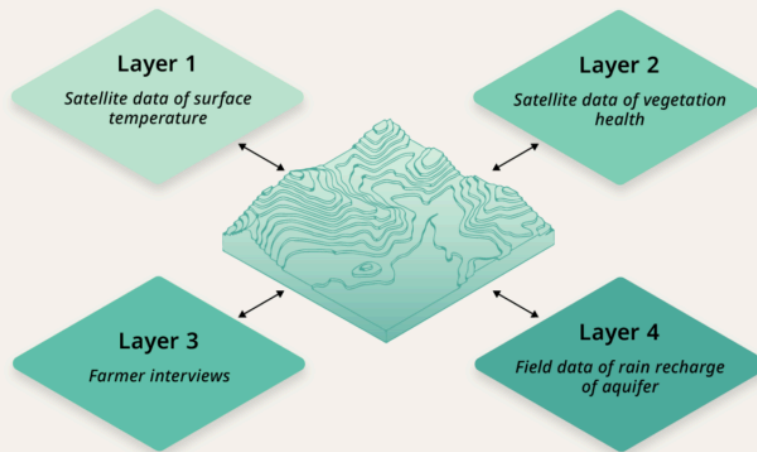 Layer 1
Satellite data of surface
temperature
Layer 2
Satellite data of vegetation
health
Layer 3
Farmer interviews
Layer 4
Field data of rain recharge
of aquifer